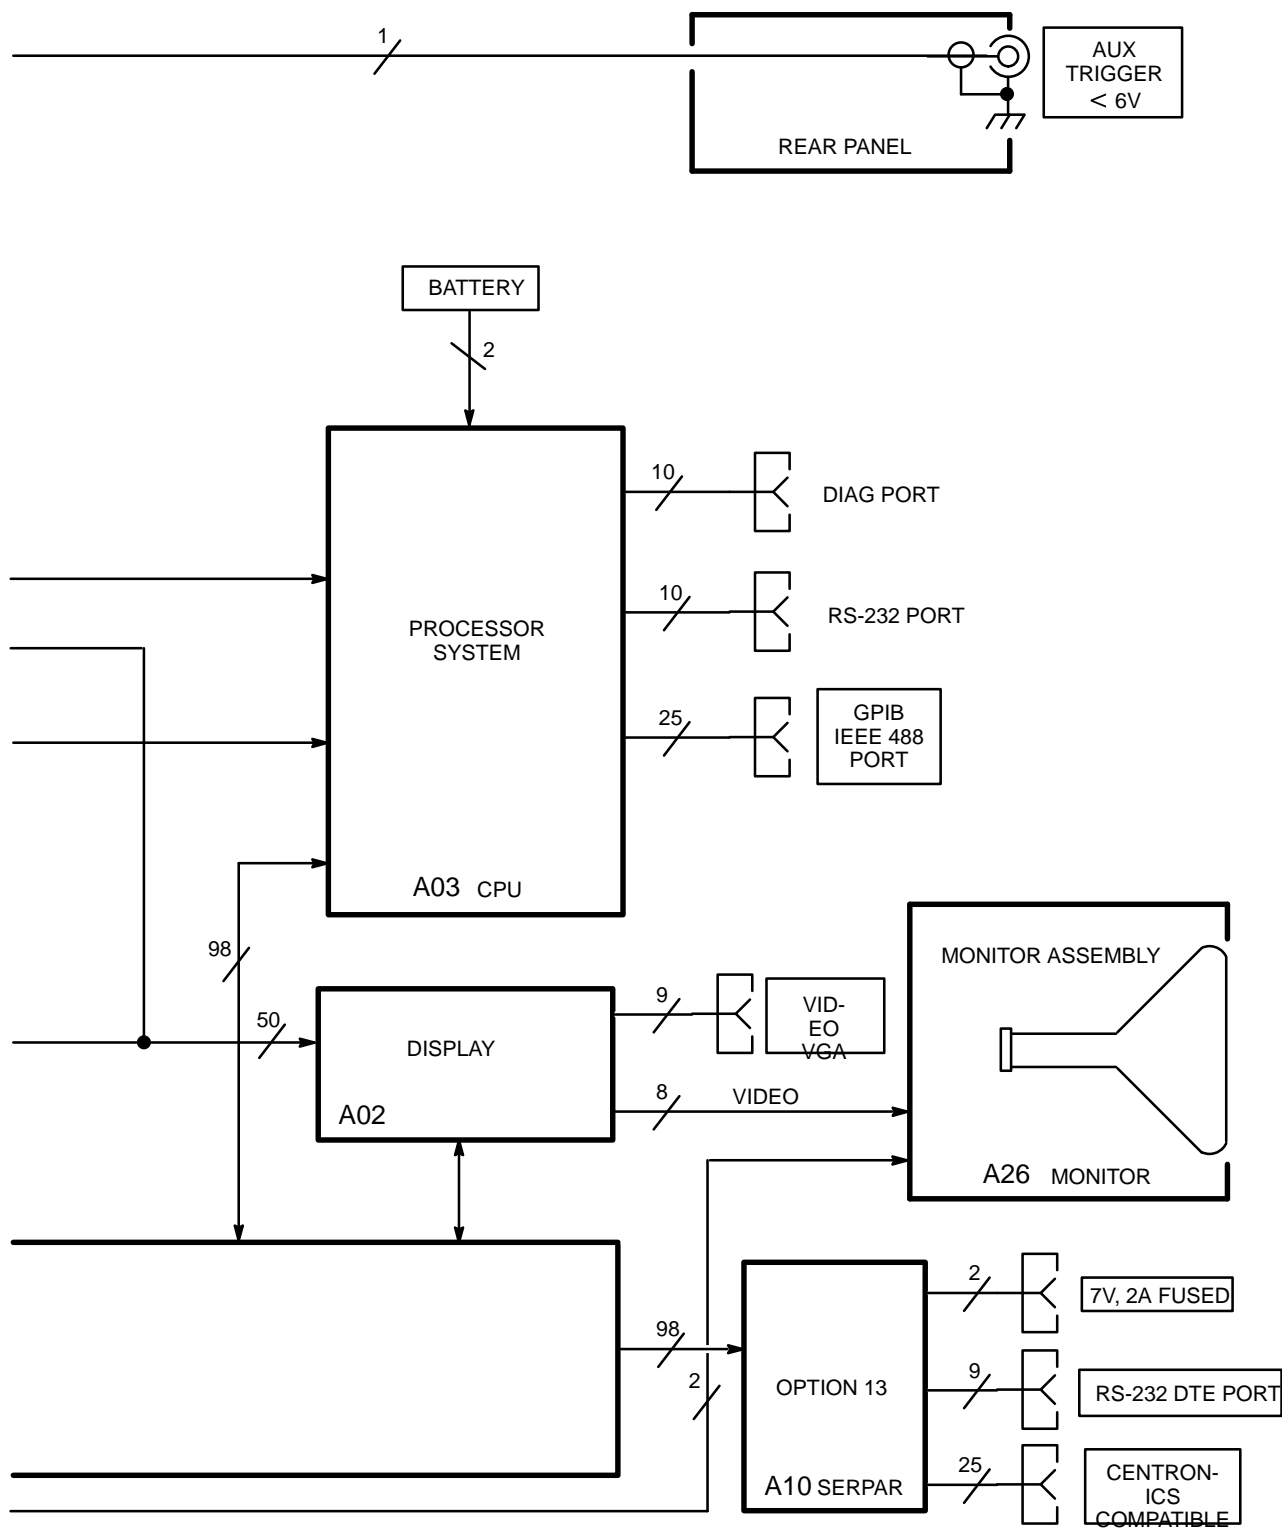 1
AUX
TRIGGER
< 6V
REAR PANEL
BATTERY
2
10
DIAG PORT
10
RS-232 PORT
PROCESSOR
SYSTEM
25
GPIB
IEEE 488
PORT
A03 CPU
98
MONITOR ASSEMBLY
50
DISPLAY
9
VID-
EO
VGA
A02
8
VIDEO
A26 MONITOR
2
7V, 2A FUSED
98
2
OPTION 13
9
RS-232 DTE PORT
A10 SERPAR
25
CENTRON-
ICS
COMPATIBLE